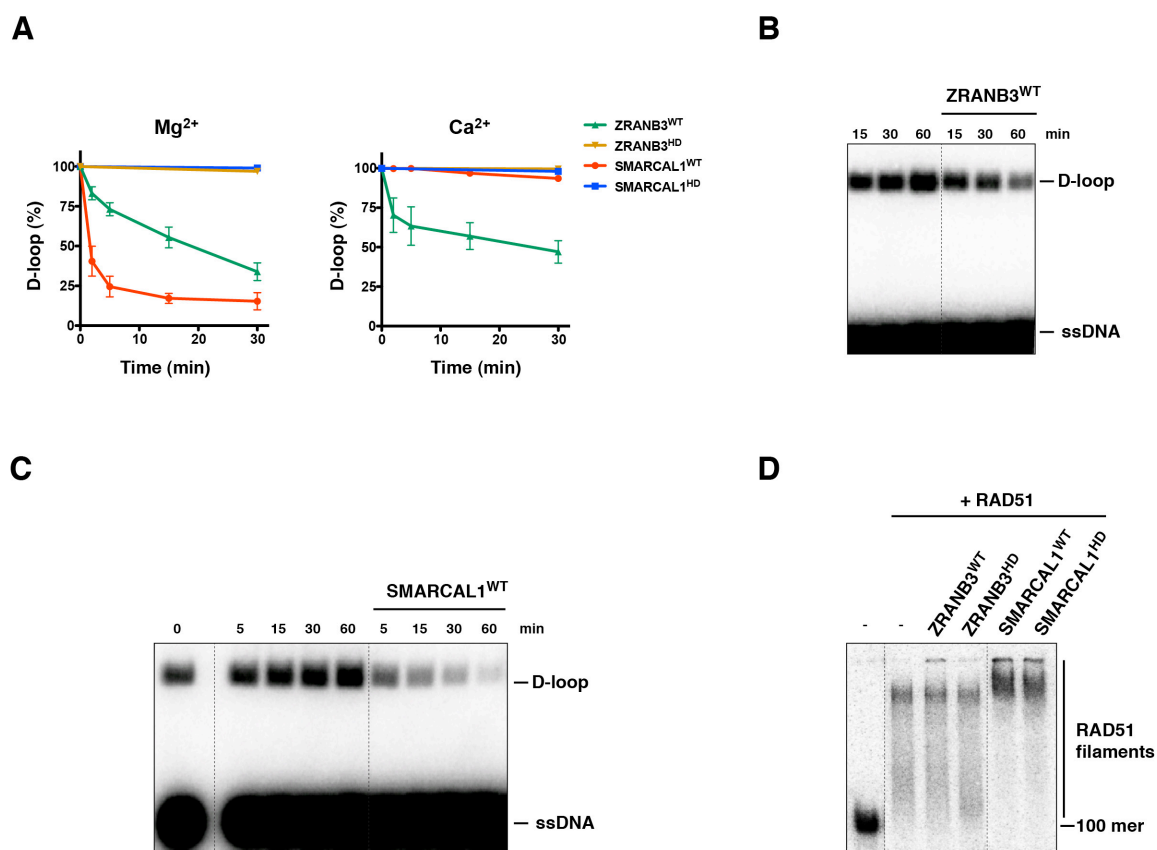 A
Mg2+
Ca2+
ZRANB3WT
ZRANB3HD
SMARCAL1WT
SMARCAL1HD
D-loop (%)
100
75
50
25
0
0 10 20 30
Time (min)
D-loop (%)
100
75
50
25
0
0 10 20 30
Time (min)
B
ZRANB3WT
15 30 60 15 30 60 min
D-loop
ssDNA
C
SMARCAL1WT
0 5 15 30 60 5 15 30 60 min
D-loop
ssDNA
D
+ RAD51
- - ZRANB3WT ZRANB3HD SMARCAL1WT SMARCAL1HD
RAD51
filaments
100 mer